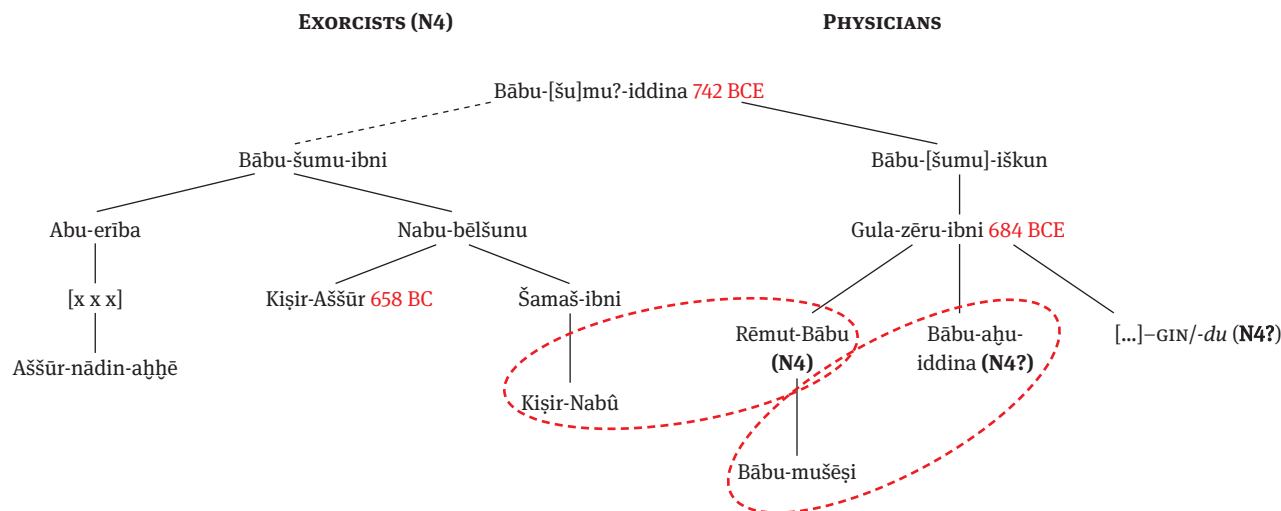 EXORCISTS (N4)
PHYSICIANS
Bābu-[šu]mu?-iddina 742 BCE
Bābu-šumu-ibni
Bābu-[šumu]-iškun
Abu-erība
Nabu-bēlšunu
Gula-zēru-ibni 684 BCE
[x x x]
Kiṣir-Aššūr 658 BC
Šamaš-ibni
Rēmut-Bābu
(N4)
Bābu-aḫu-
iddina (N4?)
[...]–GIN/-du (N4?)
Aššūr-nādin-aḫḫē
Kiṣir-Nabû
Bābu-mušēṣi